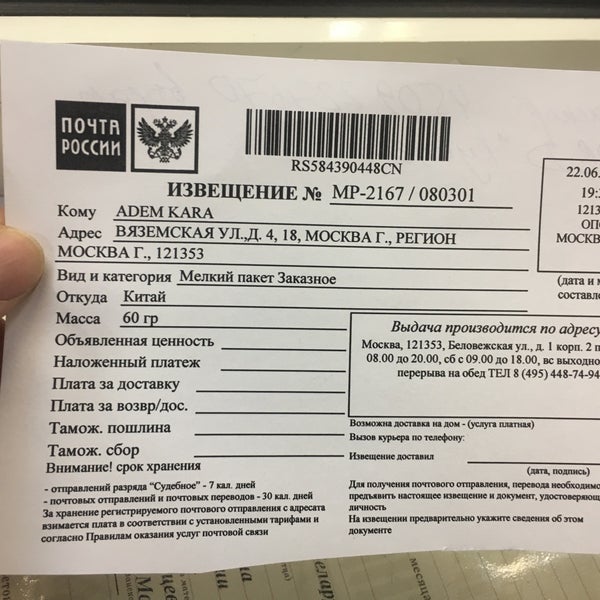 ПОЧТА
РОССИИ
RS584390448CN
ИЗВЕЩЕНИЕ № МР-2167 / 080301
22.06.
19:
1213
ОПС
МОСКВ
Кому ADEM KARA
Адрес ВЯЗЕМСКАЯ УЛ.,Д. 4, 18, МОСКВА Г., РЕГИОН
МОСКВА Г., 121353
(дата и м
составле
Вид и категория Мелкий пакет Заказное
Откуда Китай
Масса 60 гр
Объявленная ценность
Наложенный платеж
Плата за доставку
Плата за возвр/дос.
Тамож. пошлина
Тамож. сбор
Внимание! срок хранения
- отправлений разряда "Судебное" - 7 кал. дней
- почтовых отправлений и почтовых переводов - 30 кал. дней
За хранение регистрируемого почтового отправления с адресата
взимается плата в соответствии с установленными тарифами и
согласно Правилам оказания услуг почтовой связи
Выдача производится по адресу
Москва, 121353, Беловежская ул., д. 1 корп. 2 п
08.00 до 20.00, сб с 09.00 до 18.00, вс выходно
перерыва на обед ТЕЛ 8 (495) 448-74-94
Возможна доставка на дом - (услуга платная)
Вызов курьера по телефону:
Извещение доставил
(дата, подпись)
Для получения почтового отправления, перевода необходимо
предъявить настоящее извещение и документ, удостоверяющ
личность
На извещении предварительно укажите сведения об этом
документе